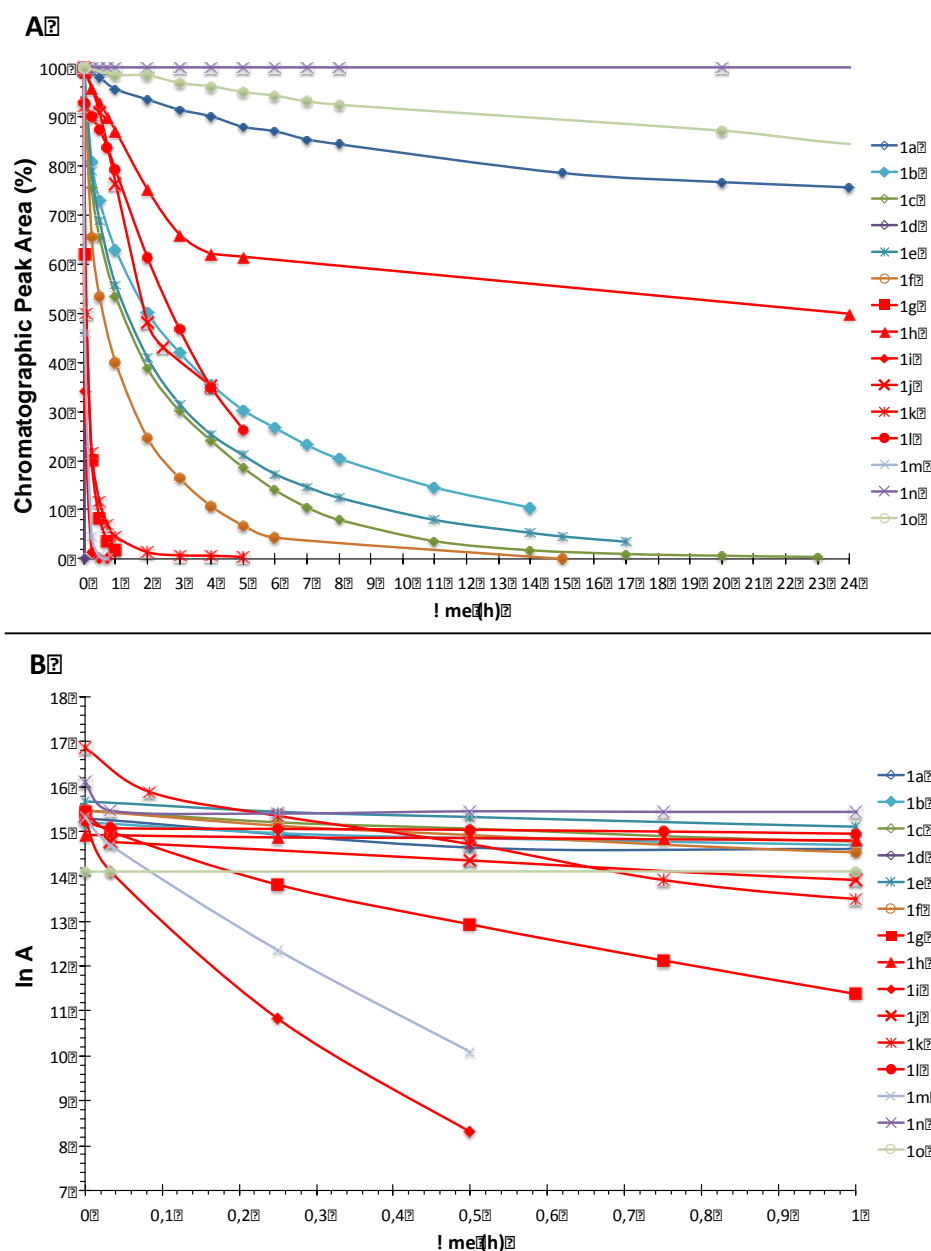 A
Chromatographic Peak Area (%)
100
90
80
70
60
50
40
30
20
10
0
0 1 2 3 4 5 6 7 8 9 10 11 12 13 14 15 16 17 18 19 20 21 22 23 24
! me (h)
1a
1b
1c
1d
1e
1f
1g
1h
1i
1j
1k
1l
1m
1n
1o
B
ln A
18
17
16
15
14
13
12
11
10
9
8
7
0 0,1 0,2 0,3 0,4 0,5 0,6 0,7 0,8 0,9 1
! me (h)
1a
1b
1c
1d
1e
1f
1g
1h
1i
1j
1k
1l
1m
1n
1o